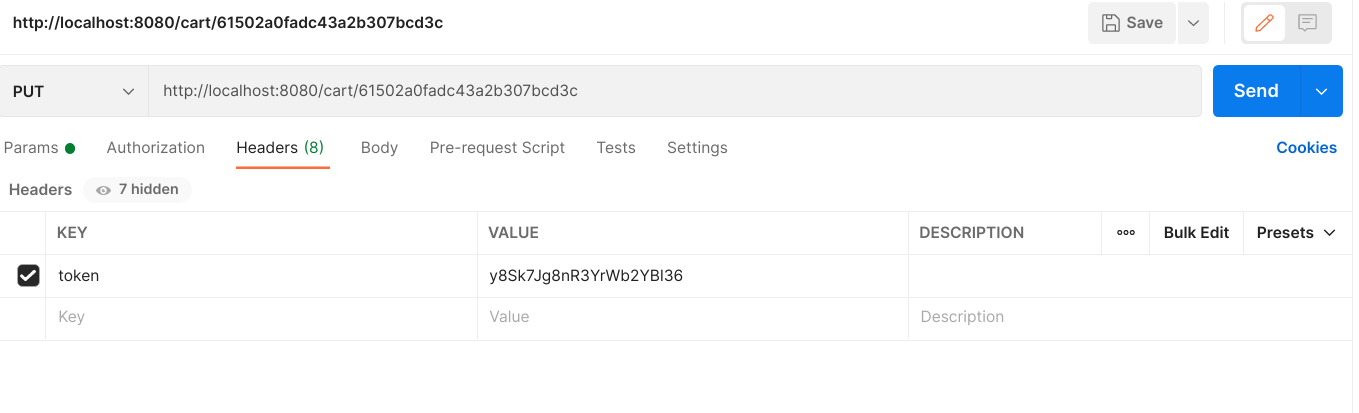 http://localhost:8080/cart/61502a0fadc43a2b307bcd3c Save
PUT http://localhost:8080/cart/61502a0fadc43a2b307bcd3c Send
Params Authorization Headers (8) Body Pre-request Script Tests Settings Cookies
Headers 7 hidden
KEY VALUE DESCRIPTION ooo Bulk Edit Presets
token y8Sk7Jg8nR3YrWb2YBI36
Key Value Description